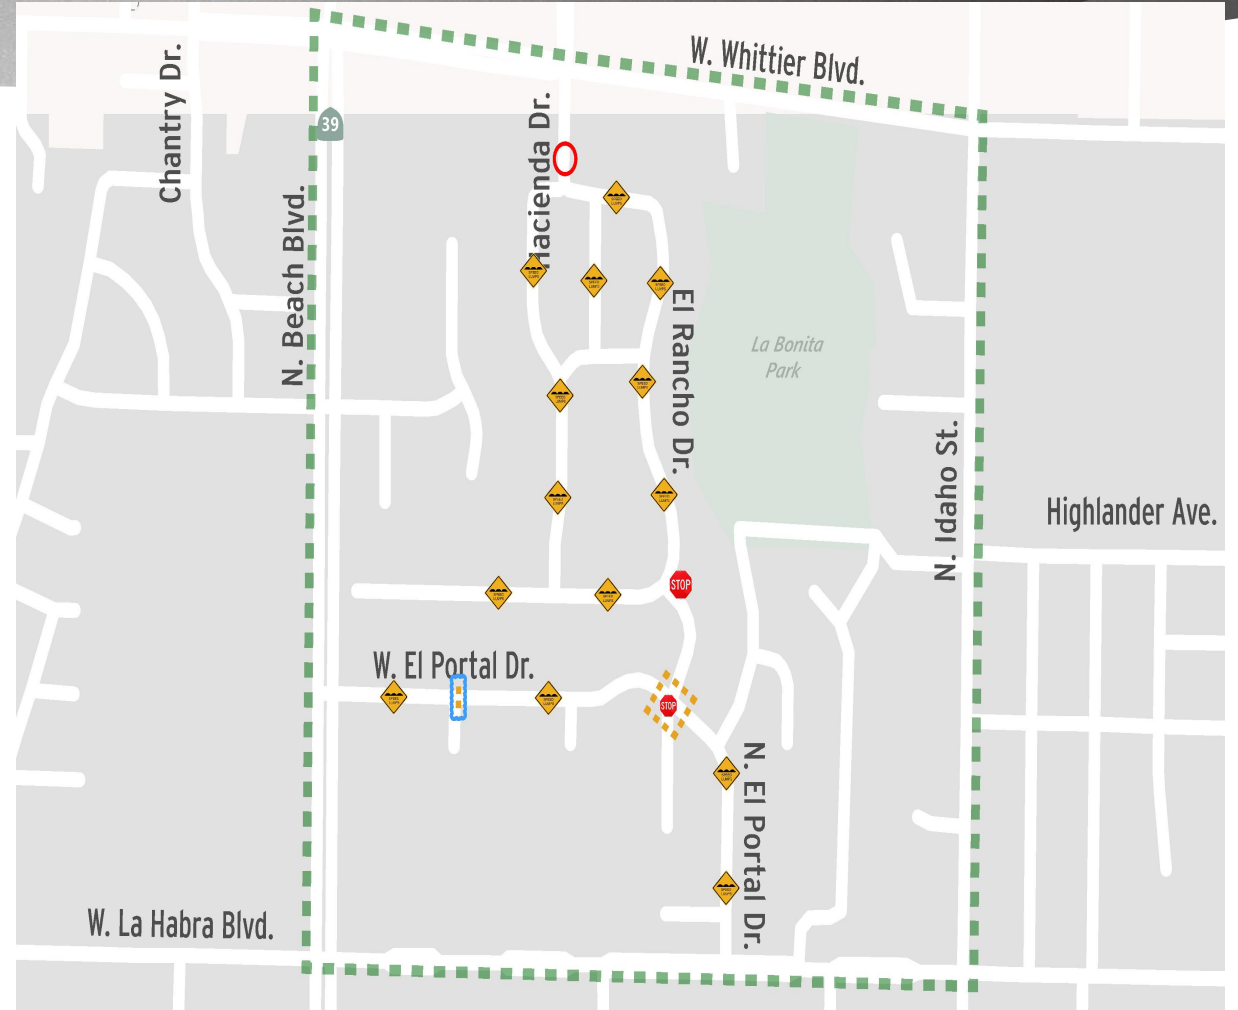 W. Whittier Blvd.
Chantry Dr.
39
Hacienda Dr.
N. Beach Blvd.
El Rancho Dr.
La Bonita
Park
N. Idaho St.
Highlander Ave.
STOP
W. El Portal Dr.
STOP
N. El Portal Dr.
W. La Habra Blvd.